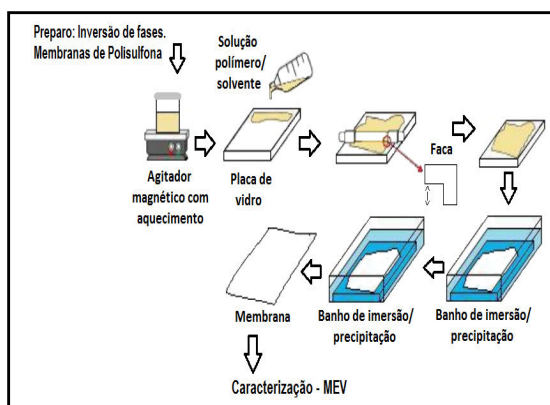 Preparo: Inversão de fases.
Membranas de Polisulfona
Solução
polímero/
solvente
Agitador
magnético com
aquecimento
Placa de
vidro
Faca
Banho de imersão/
precipitação
Banho de imersão/
precipitação
Membrana
Caracterização - MEV